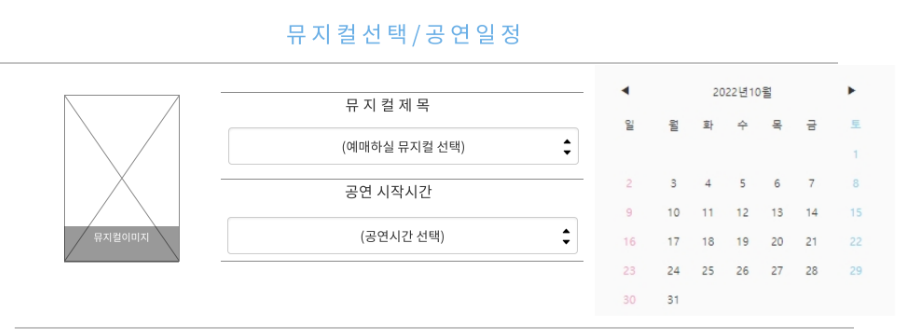 뮤지컬선택/공연일정
뮤지컬제목
(예매하실 뮤지컬 선택)
공연 시작시간
(공연시간 선택)
뮤지컬이미지
◀ 2022년10월 ▶
일 월 화 수 목 금 토
1
2 3 4 5 6 7 8
9 10 11 12 13 14 15
16 17 18 19 20 21 22
23 24 25 26 27 28 29
30 31